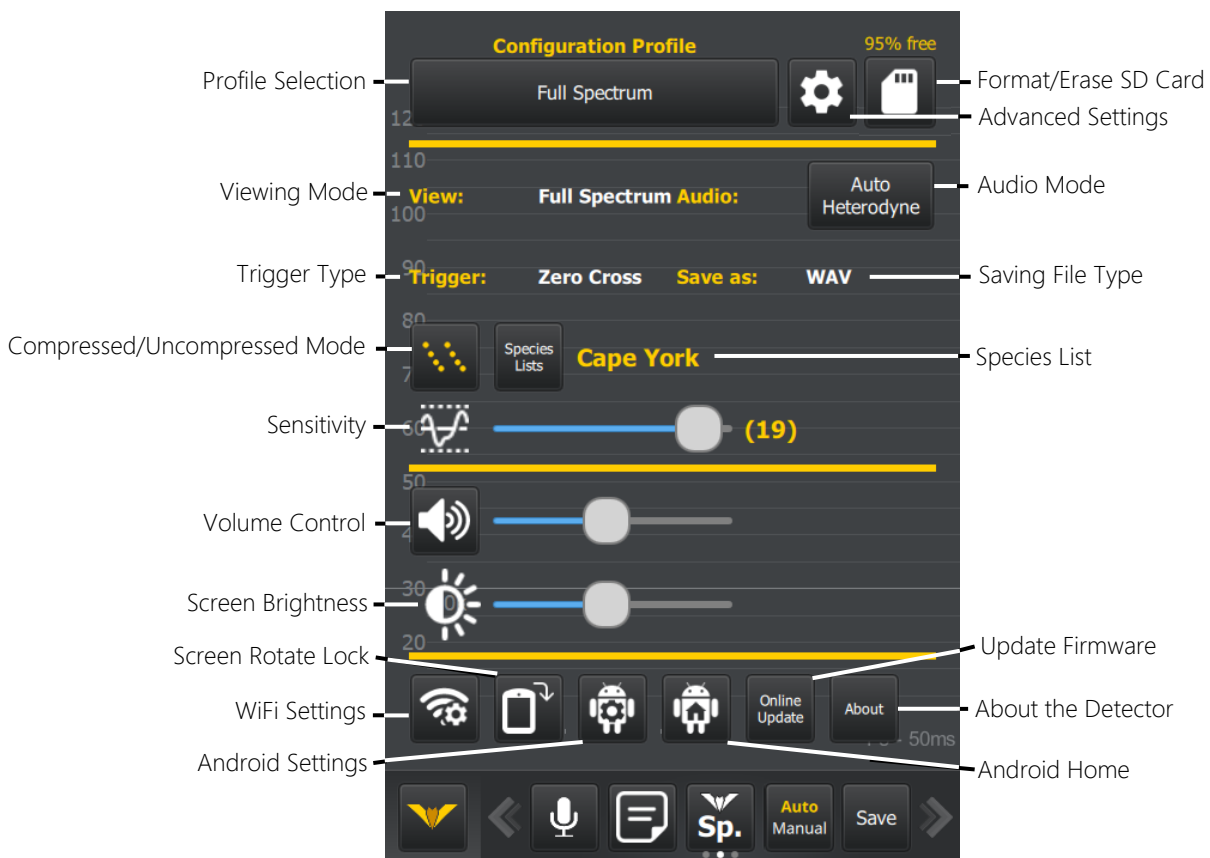 Configuration Profile
95% free
Profile Selection
Full Spectrum
Format/Erase SD Card
12
Advanced Settings
110
Viewing Mode
View:
Full Spectrum
Audio:
Auto
Heterodyne
Audio Mode
100
90
Trigger Type
Trigger:
Zero Cross
Save as:
WAV
Saving File Type
80
Compressed/Uncompressed Mode
Species
Lists
Cape York
Species List
7
Sensitivity
60
(19)
50
Volume Control
4
30
Screen Brightness
20
Screen Rotate Lock
Update Firmware
WiFi Settings
Online
Update
About
About the Detector
50ms
Android Settings
Android Home
Sp.
Auto
Manual
Save